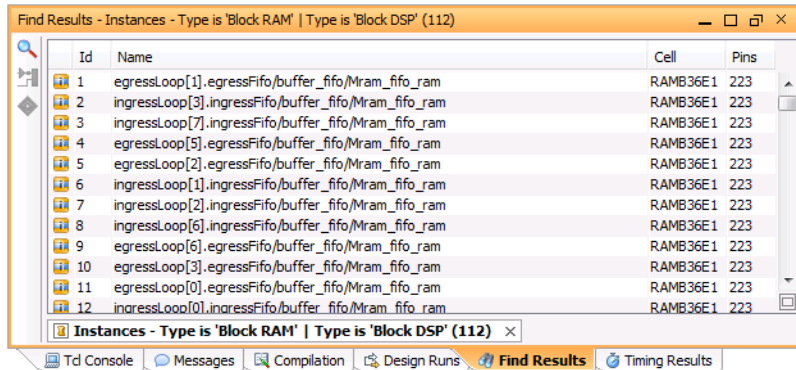 Find Results - Instances - Type is 'Block RAM' | Type is 'Block DSP' (112)
Id Name Cell Pins
1 egressLoop[1].egressFifo/buffer_fifo/Mram_fifo_ram RAMB36E1 223
2 ingressLoop[3].ingressFifo/buffer_fifo/Mram_fifo_ram RAMB36E1 223
3 ingressLoop[7].ingressFifo/buffer_fifo/Mram_fifo_ram RAMB36E1 223
4 egressLoop[5].egressFifo/buffer_fifo/Mram_fifo_ram RAMB36E1 223
5 egressLoop[2].egressFifo/buffer_fifo/Mram_fifo_ram RAMB36E1 223
6 ingressLoop[1].ingressFifo/buffer_fifo/Mram_fifo_ram RAMB36E1 223
7 ingressLoop[2].ingressFifo/buffer_fifo/Mram_fifo_ram RAMB36E1 223
8 ingressLoop[6].ingressFifo/buffer_fifo/Mram_fifo_ram RAMB36E1 223
9 egressLoop[6].egressFifo/buffer_fifo/Mram_fifo_ram RAMB36E1 223
10 egressLoop[3].egressFifo/buffer_fifo/Mram_fifo_ram RAMB36E1 223
11 egressLoop[0].egressFifo/buffer_fifo/Mram_fifo_ram RAMB36E1 223
12 ingressLoop[0].ingressFifo/buffer_fifo/Mram_fifo_ram RAMB36E1 223
Instances - Type is 'Block RAM' | Type is 'Block DSP' (112)
Tcl Console Messages Compilation Design Runs Find Results Timing Results